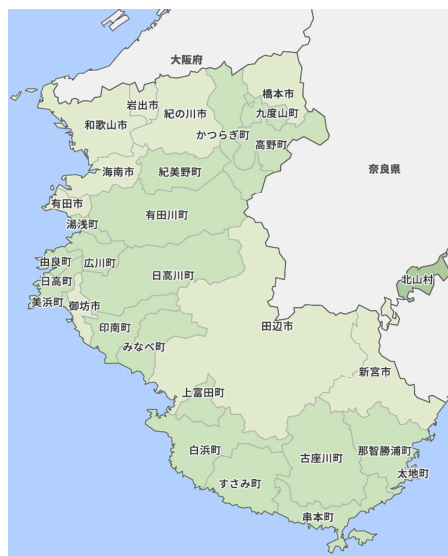 大阪府
橋本市
岩出市
紀の川市
九度山町
和歌山市
かつらぎ町
高野町
海南市
紀美野町
奈良県
有田市
有田川町
湯浅町
由良町
広川町
日高川町
北山村
日高町
美浜町
御坊市
印南町
田辺市
みなべ町
新宮市
上富田町
白浜町
古座川町
那智勝浦町
太地町
すさみ町
串本町